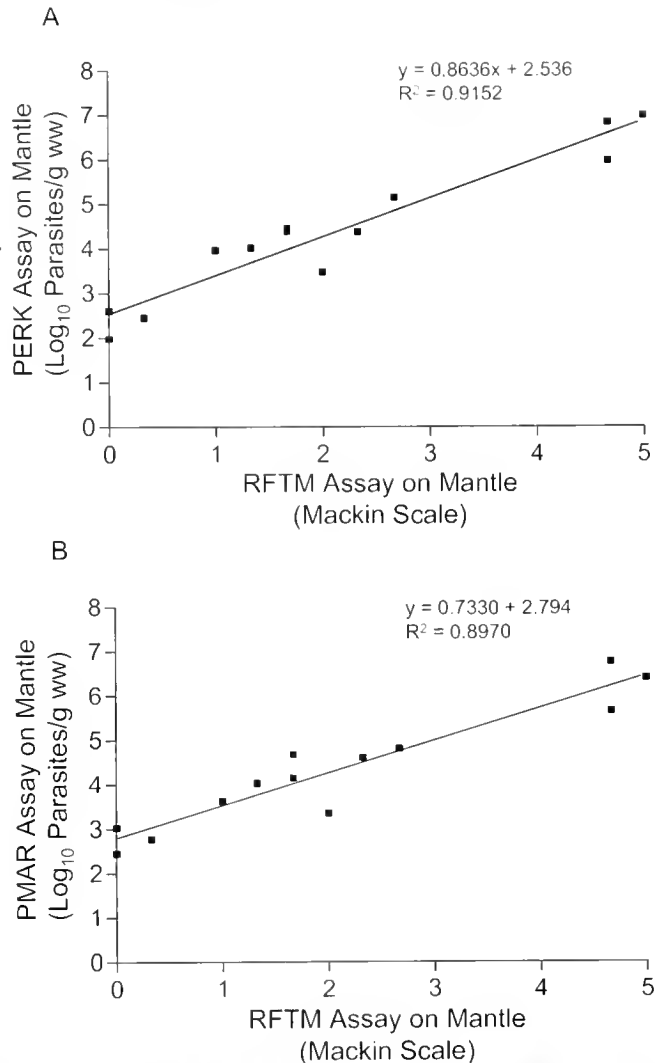 A
y = 0.8636x + 2.536
R² = 0.9152
8
7
6
5
4
3
2
1
0
PERK Assay on Mantle
(Log₁₀ Parasites/g ww)
0 1 2 3 4 5
RFTM Assay on Mantle
(Mackin Scale)
B
y = 0.7330 + 2.794
R² = 0.8970
8
7
6
5
4
3
2
1
0
PMAR Assay on Mantle
(Log₁₀ Parasites/g ww)
0 1 2 3 4 5
RFTM Assay on Mantle
(Mackin Scale)